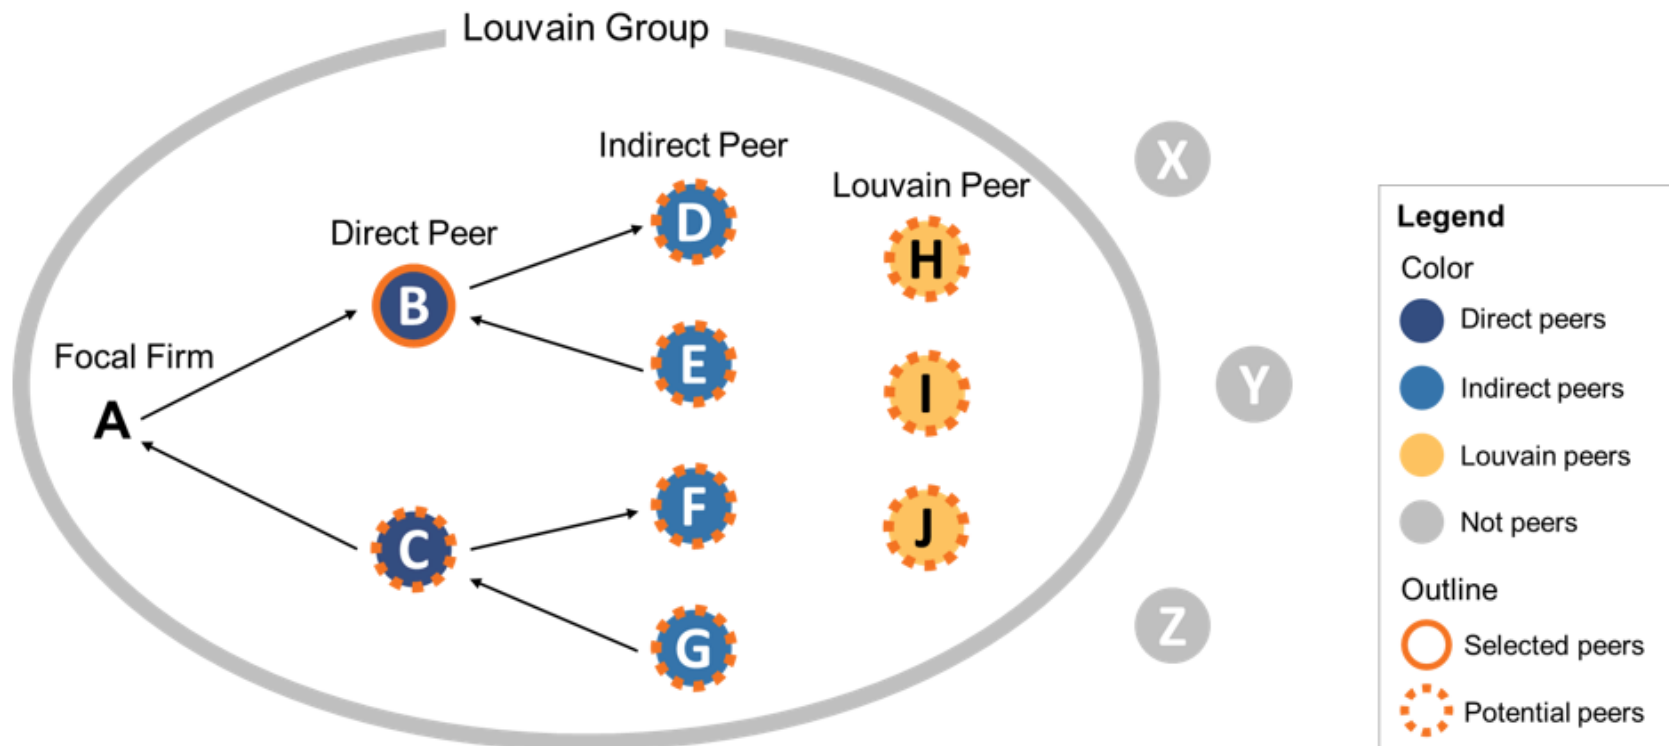 Louvain Group
Indirect Peer
Louvain Peer
Direct Peer
Focal Firm
A
B
C
D
E
F
G
H
I
J
X
Y
Z
Legend
Color
Direct peers
Indirect peers
Louvain peers
Not peers
Outline
Selected peers
Potential peers